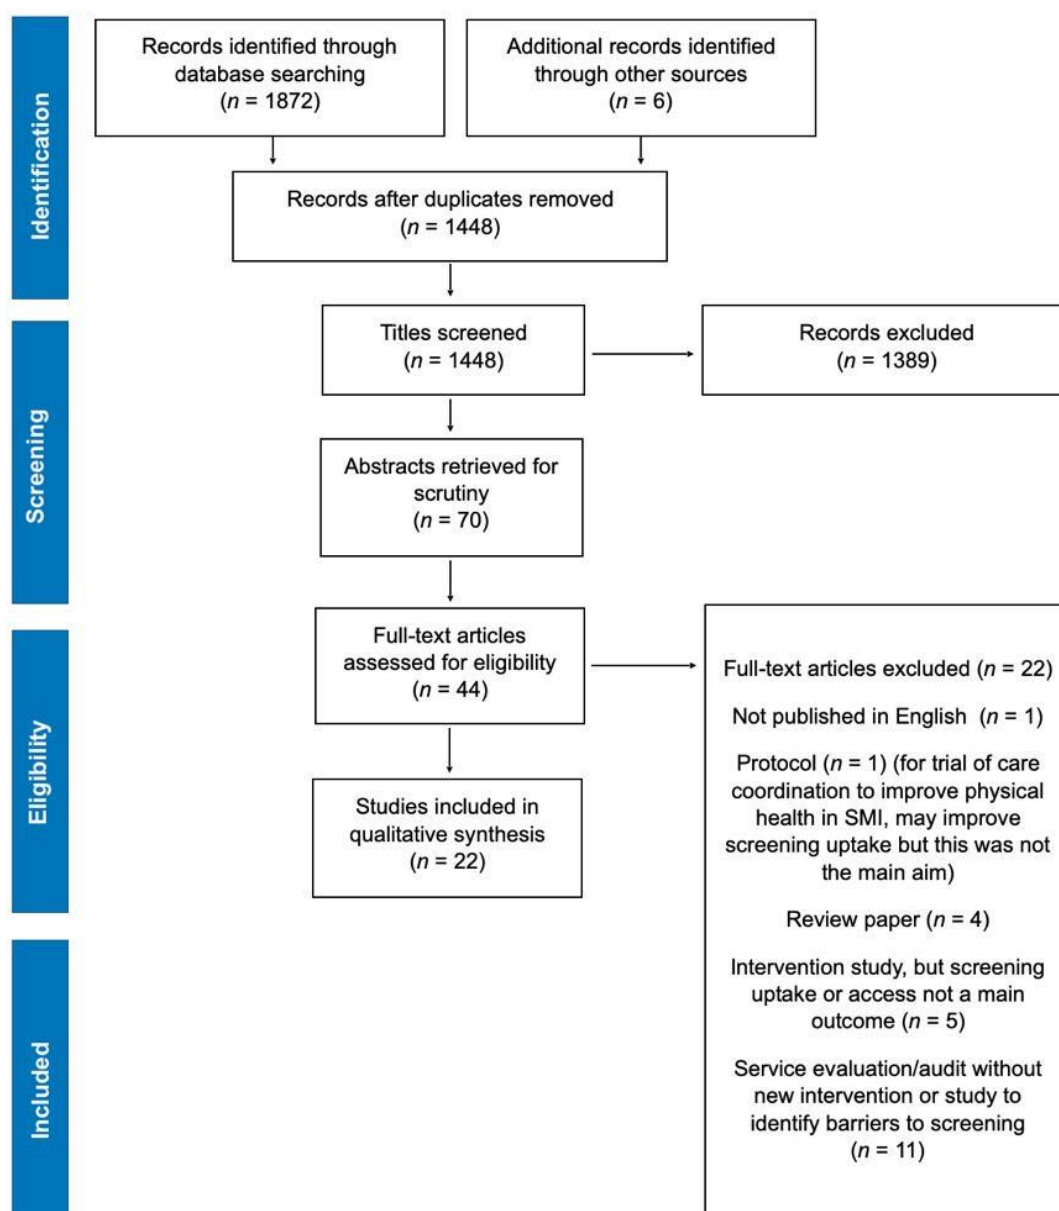 Identification
Records identified through
database searching
(n = 1872)
Additional records identified
through other sources
(n = 6)
Records after duplicates removed
(n = 1448)
Screening
Titles screened
(n = 1448)
Records excluded
(n = 1389)
Abstracts retrieved for
scrutiny
(n = 70)
Eligibility
Full-text articles
assessed for eligibility
(n = 44)
Full-text articles excluded (n = 22)
Not published in English (n = 1)
Protocol (n = 1) (for trial of care
coordination to improve physical
health in SMI, may improve
screening uptake but this was not
the main aim)
Review paper (n = 4)
Intervention study, but screening
uptake or access not a main
outcome (n = 5)
Service evaluation/audit without
new intervention or study to
identify barriers to screening
(n = 11)
Studies included in
qualitative synthesis
(n = 22)
Included